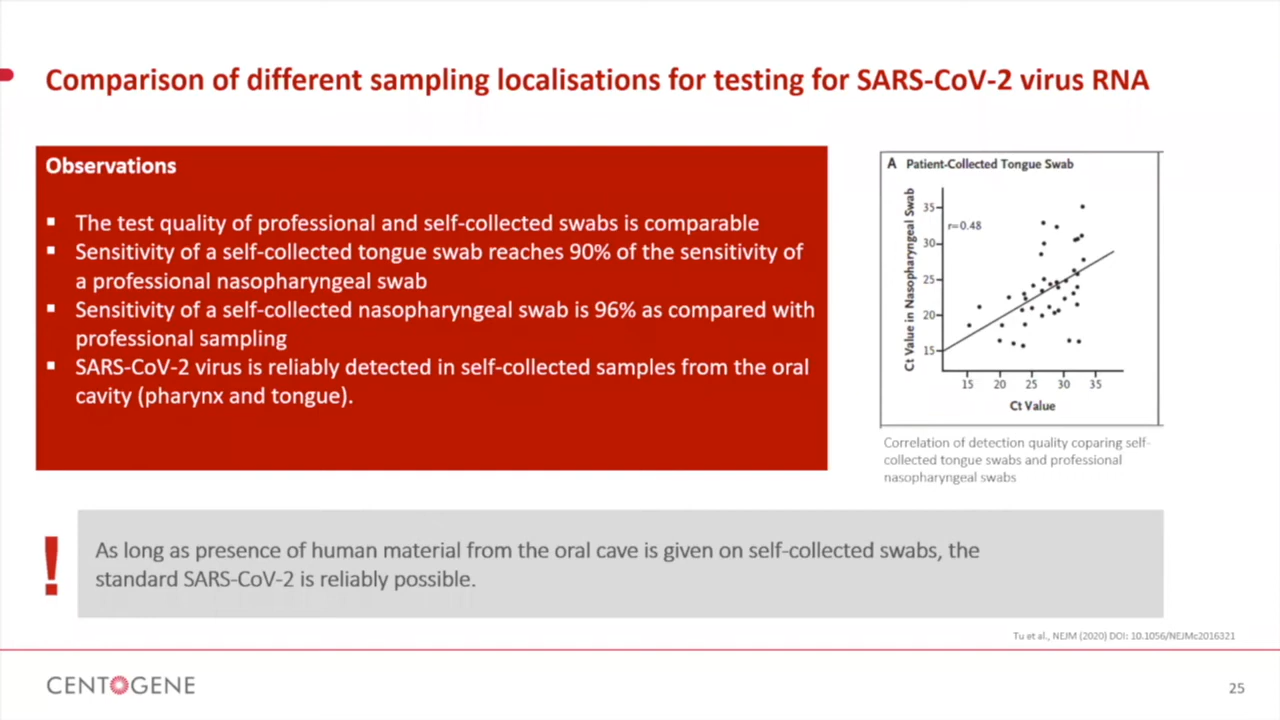 Comparison of different sampling localisations for testing for SARS-CoV-2 virus RNA
Observations
▪ The test quality of professional and self-collected swabs is comparable
▪ Sensitivity of a self-collected tongue swab reaches 90% of the sensitivity of
a professional nasopharyngeal swab
▪ Sensitivity of a self-collected nasopharyngeal swab is 96% as compared with
professional sampling
▪ SARS-CoV-2 virus is reliably detected in self-collected samples from the oral
cavity (pharynx and tongue).
A Patient-Collected Tongue Swab
Ct Value in Nasopharyngeal Swab
35
r=0.48
30
25
20
15
15 20 25 30 35
Ct Value
Correlation of detection quality coparing self-
collected tongue swabs and professional
nasopharyngeal swabs
!
As long as presence of human material from the oral cave is given on self-collected swabs, the
standard SARS-CoV-2 is reliably possible.
Tu et al., NEJM (2020) DOI: 10.1056/NEJMc2016321
CENTOGENE
25